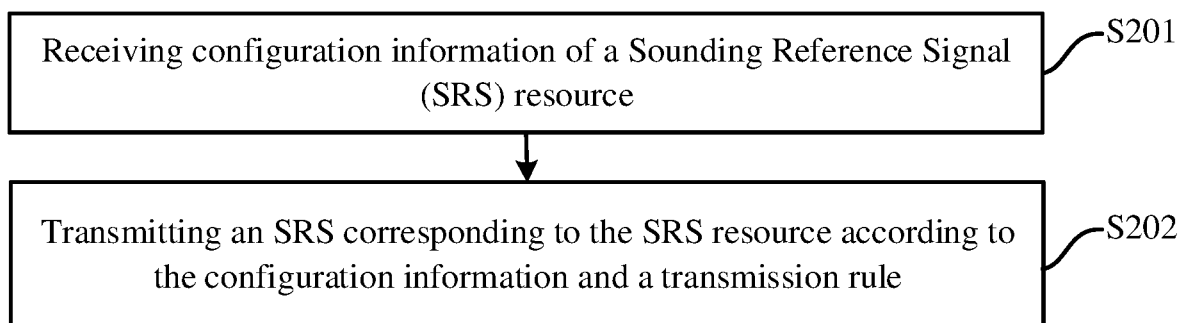 Receiving configuration information of a Sounding Reference Signal
(SRS) resource
S201
Transmitting an SRS corresponding to the SRS resource according to
the configuration information and a transmission rule
S202